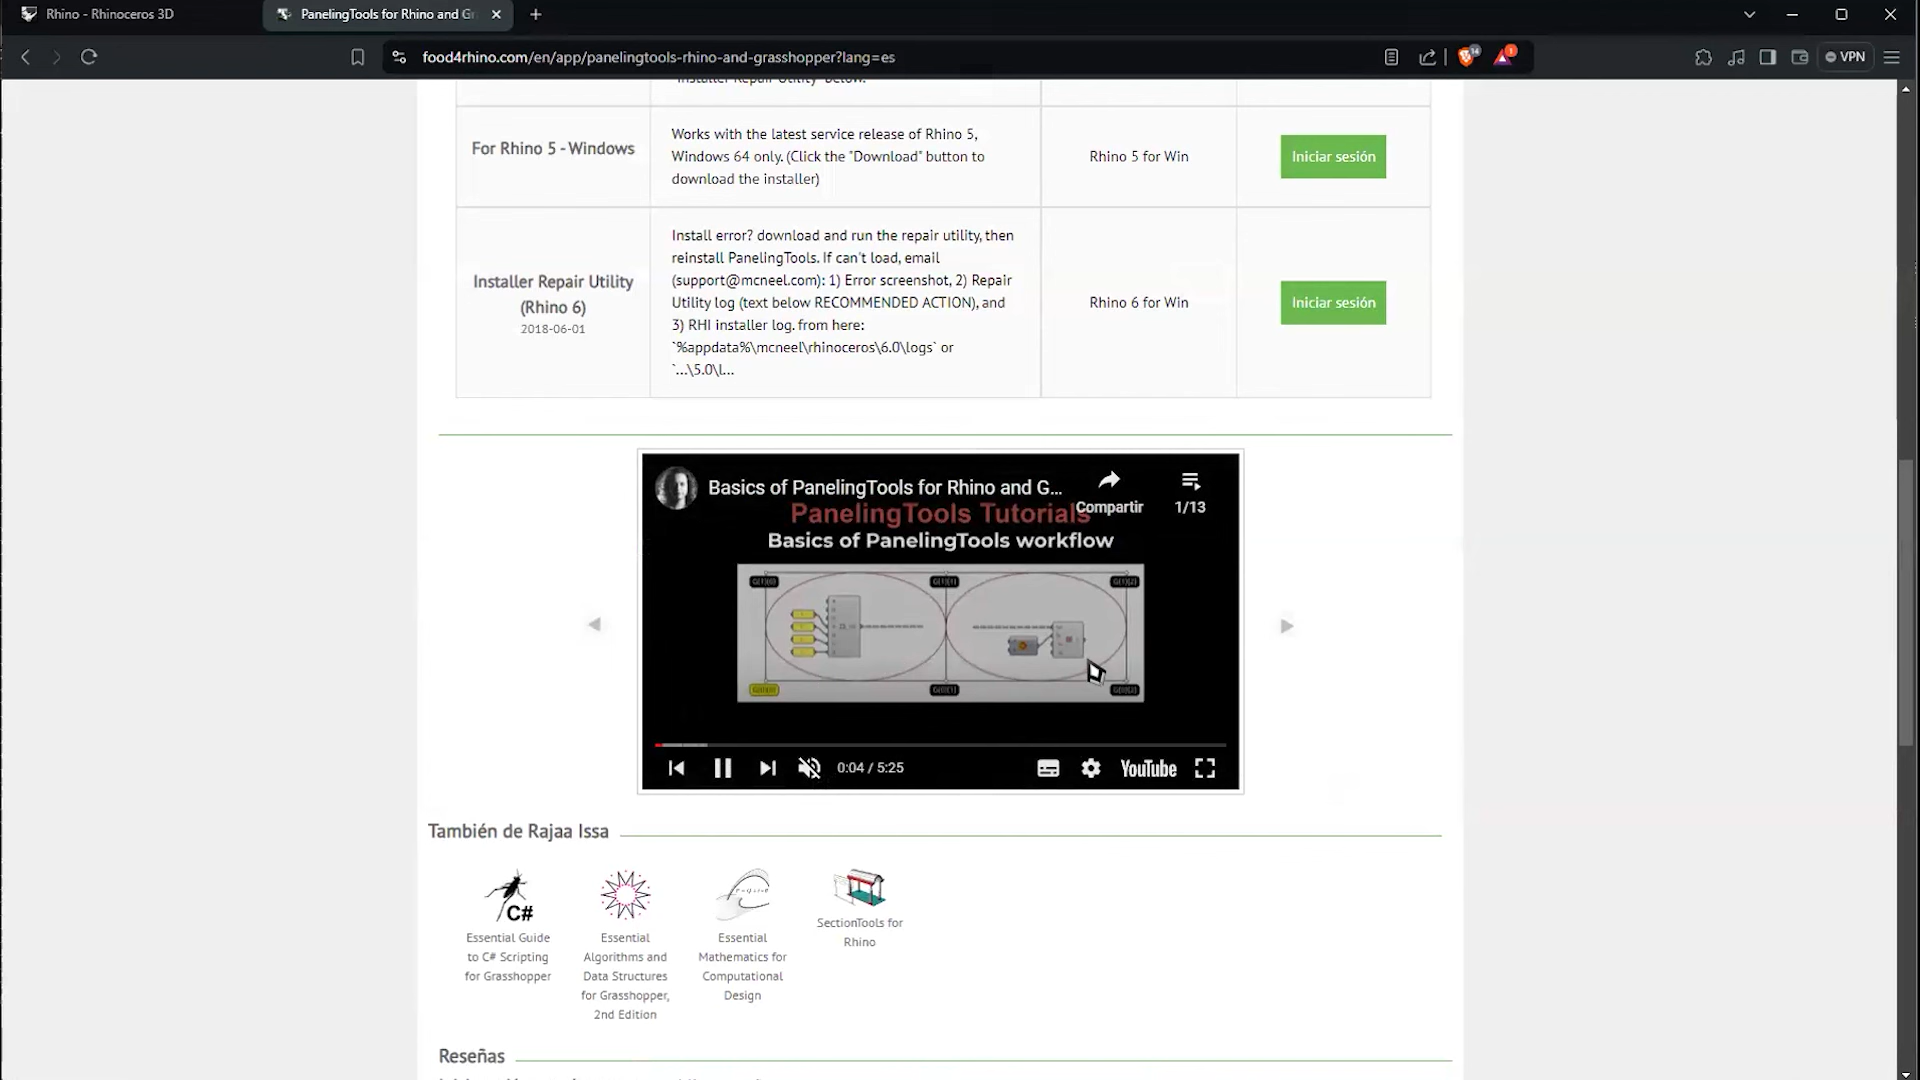 Rhino - Rhinoceros 3D
PanelingTools for Rhino and Gr
food4rhino.com/en/app/panelingtools-rhino-and-grasshopper?lang=es
14
1
VPN
"Installer Repair Utility" below.
For Rhino 5 - Windows
Works with the latest service release of Rhino 5,
Windows 64 only. (Click the "Download" button to
download the installer)
Rhino 5 for Win
Iniciar sesión
Installer Repair Utility
(Rhino 6)
2018-06-01
Install error? download and run the repair utility, then
reinstall PanelingTools. If can't load, email
(support@mcneel.com): 1) Error screenshot, 2) Repair
Utility log (text below RECOMMENDED ACTION), and
3) RHI installer log. from here:
`%appdata%\mcneel\rhinoceros\6.0\logs` or
`...\5.0\l...
Rhino 6 for Win
Iniciar sesión
Basics of PanelingTools for Rhino and G...
Compartir
1/13
PanelingTools Tutorials
Basics of PanelingTools workflow
0:04 / 5:25
YouTube
También de Rajaa Issa
C#
Essential Guide
to C# Scripting
for Grasshopper
Essential
Algorithms and
Data Structures
for Grasshopper,
2nd Edition
Essential
Mathematics for
Computational
Design
SectionTools for
Rhino
Reseñas